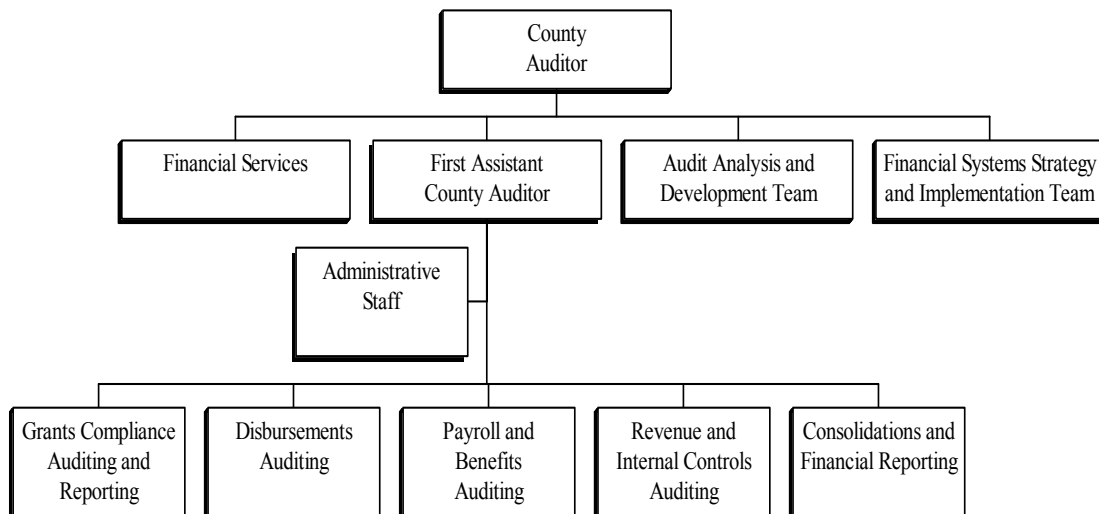 County
Auditor
Financial Services
First Assistant
County Auditor
Audit Analysis and
Development Team
Financial Systems Strategy
and Implementation Team
Administrative
Staff
Grants Compliance
Auditing and
Reporting
Disbursements
Auditing
Payroll and
Benefits
Auditing
Revenue and
Internal Controls
Auditing
Consolidations and
Financial Reporting